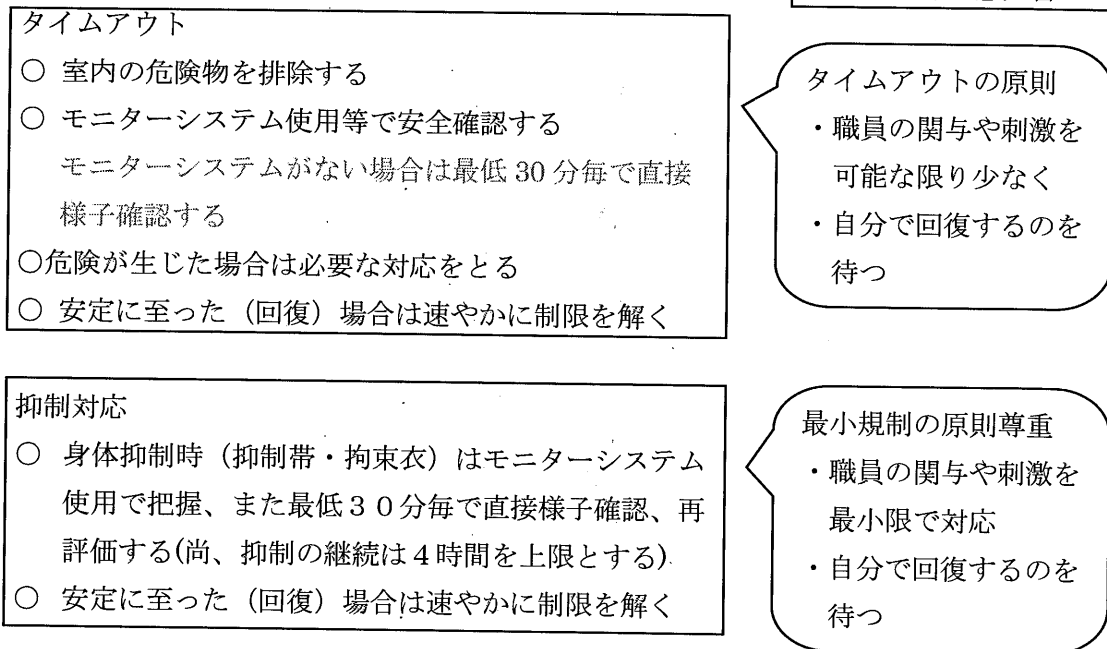 タイムアウト
○ 室内の危険物を排除する
○ モニターシステム使用等で安全確認する
モニターシステムがない場合は最低 30 分毎で直接
様子確認する
○危険が生じた場合は必要な対応をとる
○ 安定に至った（回復）場合は速やかに制限を解く
タイムアウトの原則
・職員の関与や刺激を
可能な限り少なく
・自分で回復するのを
待つ
抑制対応
○ 身体抑制時（抑制帯・拘束衣）はモニターシステム
使用で把握、また最低３０分毎で直接様子確認、再
評価する(尚、抑制の継続は４時間を上限とする)
○ 安定に至った（回復）場合は速やかに制限を解く
最小規制の原則尊重
・職員の関与や刺激を
最小限で対応
・自分で回復するのを
待つ